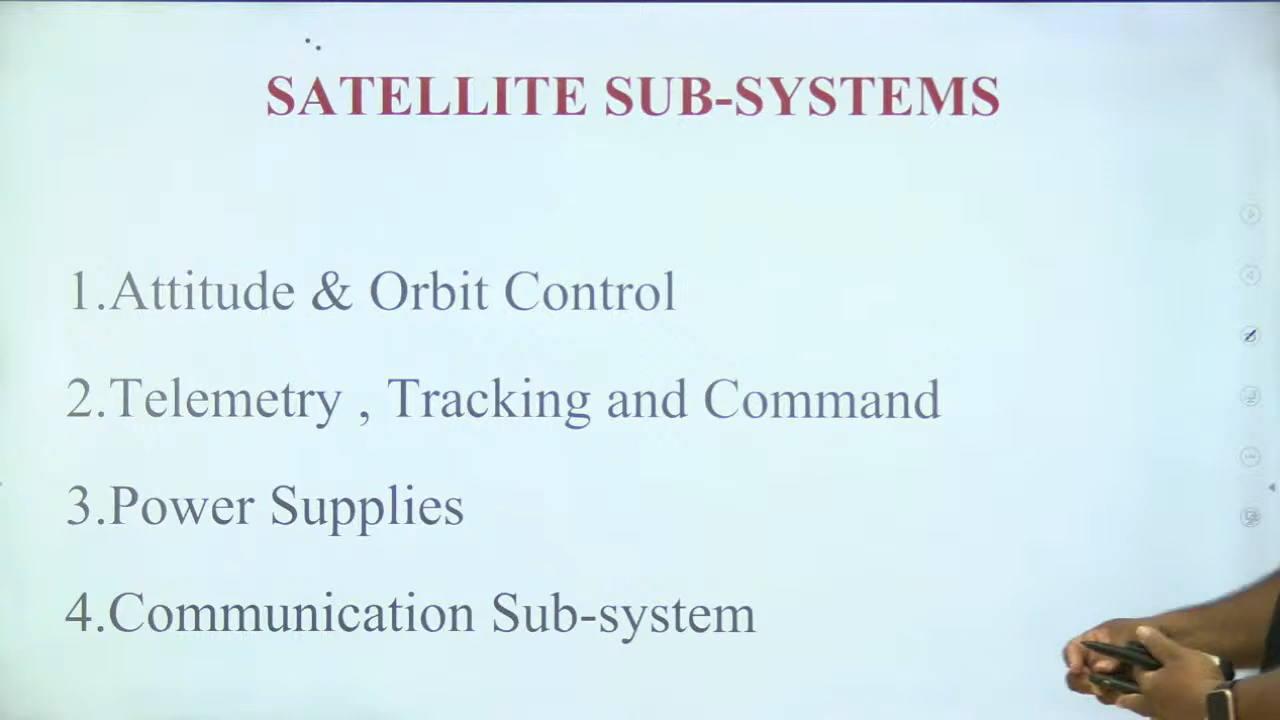 SATELLITE SUB-SYSTEMS
1.Attitude & Orbit Control
2.Telemetry , Tracking and Command
3.Power Supplies
4.Communication Sub-system